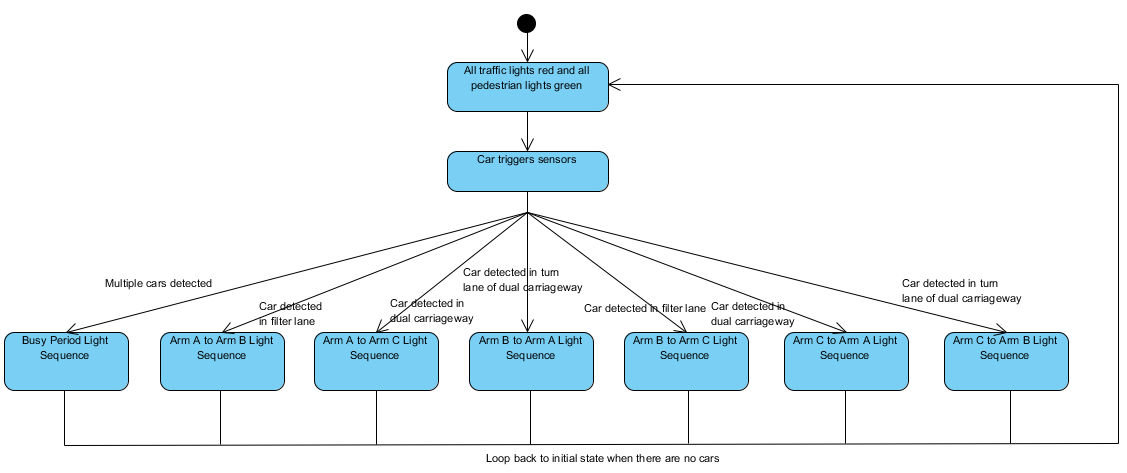 All traffic lights red and all
pedestrian lights green
Car triggers sensors
Multiple cars detected
Car detected
in filter lane
Car detected in
dual carriageway
Car detected in turn
lane of dual carriageway
Car detected in filter lane
Car detected in
dual carriageway
Car detected in turn
lane of dual carriageway
Busy Period Light
Sequence
Arm A to Arm B Light
Sequence
Arm A to Arm C Light
Sequence
Arm B to Arm A Light
Sequence
Arm B to Arm C Light
Sequence
Arm C to Arm A Light
Sequence
Arm C to Arm B Light
Sequence
Loop back to initial state when there are no cars